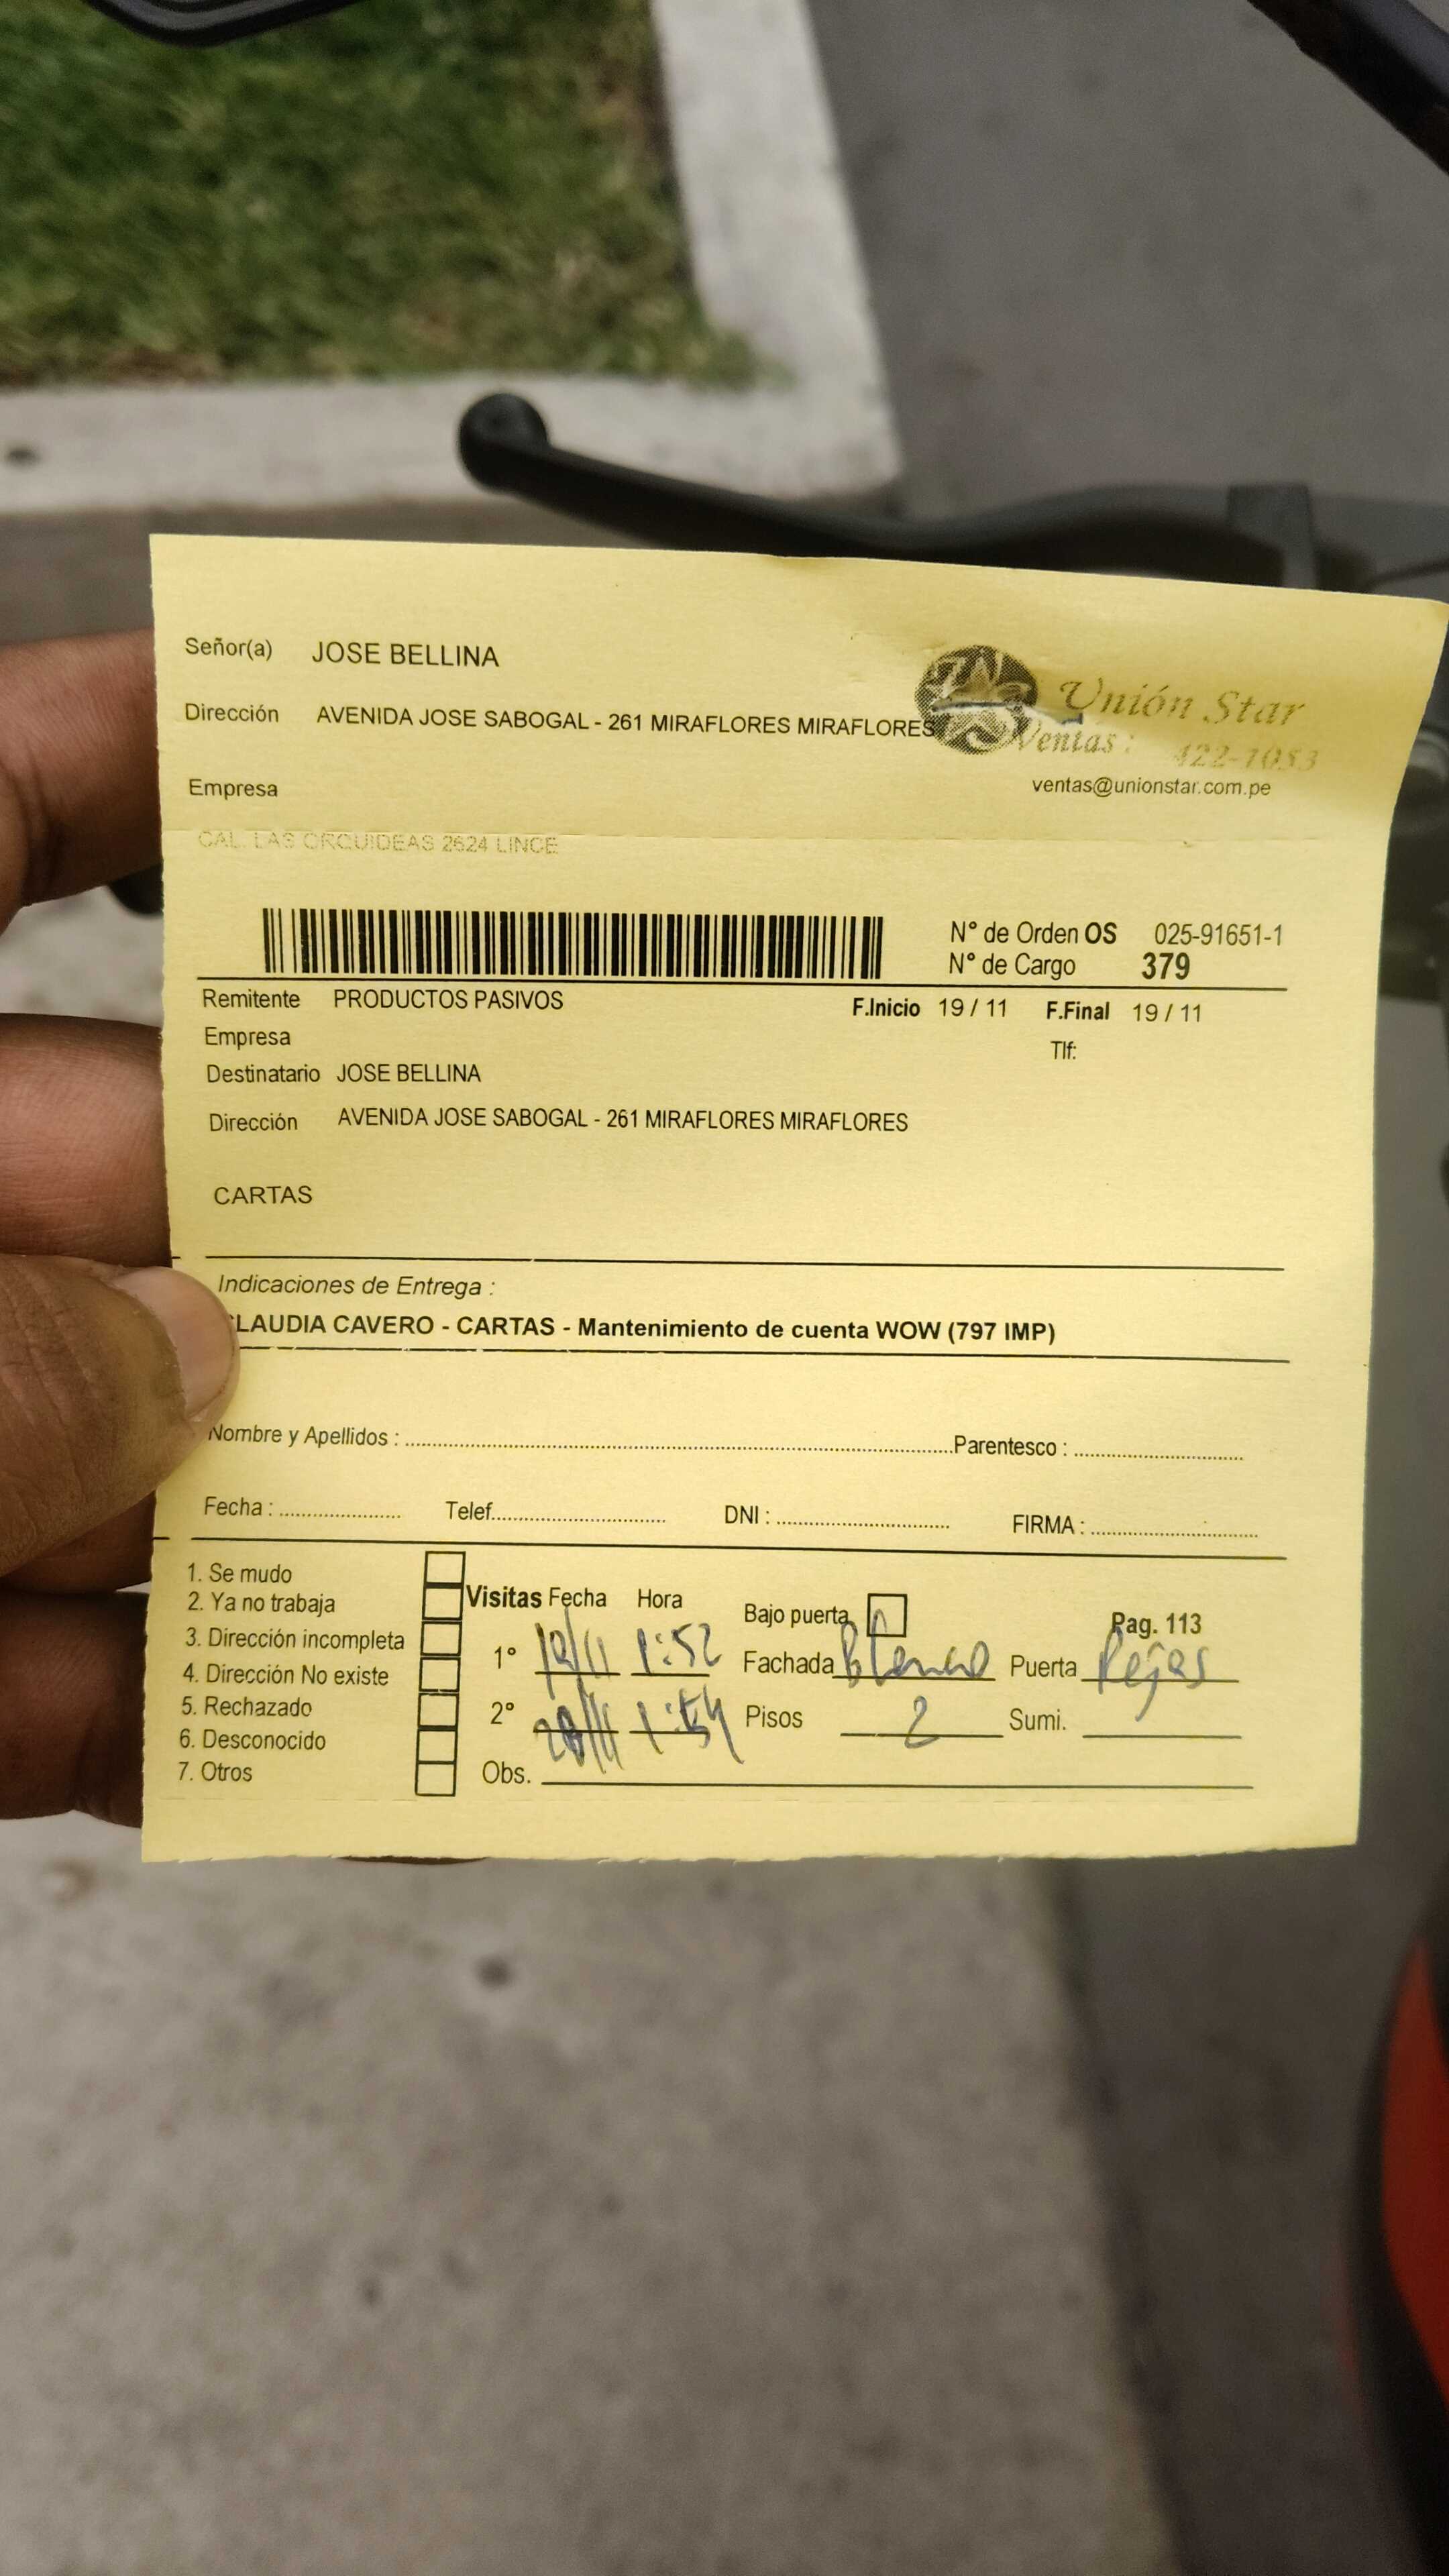 Señor(a) JOSE BELLINA
Dirección AVENIDA JOSE SABOGAL - 261 MIRAFLORES MIRAFLORES
Unión Star
Ventas : 422-7053
ventas@unionstar.com.pe
Empresa
CAL. LAS ORQUIDEAS 2624 LINCE
N° de Orden OS 025-91651-1
N° de Cargo 379
Remitente PRODUCTOS PASIVOS F.Inicio 19 / 11 F.Final 19 / 11
Empresa Tlf:
Destinatario JOSE BELLINA
Dirección AVENIDA JOSE SABOGAL - 261 MIRAFLORES MIRAFLORES
CARTAS
Indicaciones de Entrega :
LAUDIA CAVERO - CARTAS - Mantenimiento de cuenta WOW (797 IMP)
Nombre y Apellidos : Parentesco :
Fecha : Telef. DNI : FIRMA :
1. Se mudo
2. Ya no trabaja
3. Dirección incompleta
4. Dirección No existe
5. Rechazado
6. Desconocido
7. Otros
Visitas Fecha Hora Bajo puerta Pag. 113
1° 19/11 1:52 Fachada Blanco Puerta Rejas
2° 1:54 Pisos 2 Sumi.
Obs.